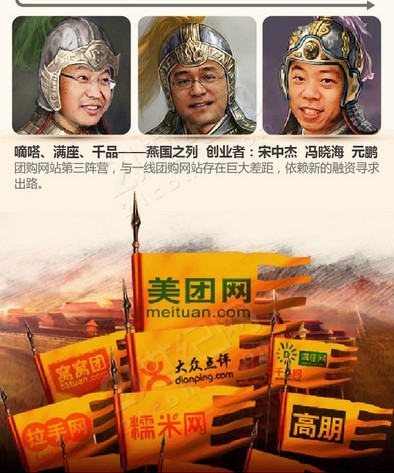 嘀嗒、满座、千品——燕国之列 创业者：宋中杰 冯晓海 元鹏
团购网站第三阵营，与一线团购网站存在巨大差距，依赖新的融资寻求
出路。
美团网
meituan.com
窝窝团
55tuan.com
大众点评
dianping.com
满座网
拉手网
糯米网
高朋